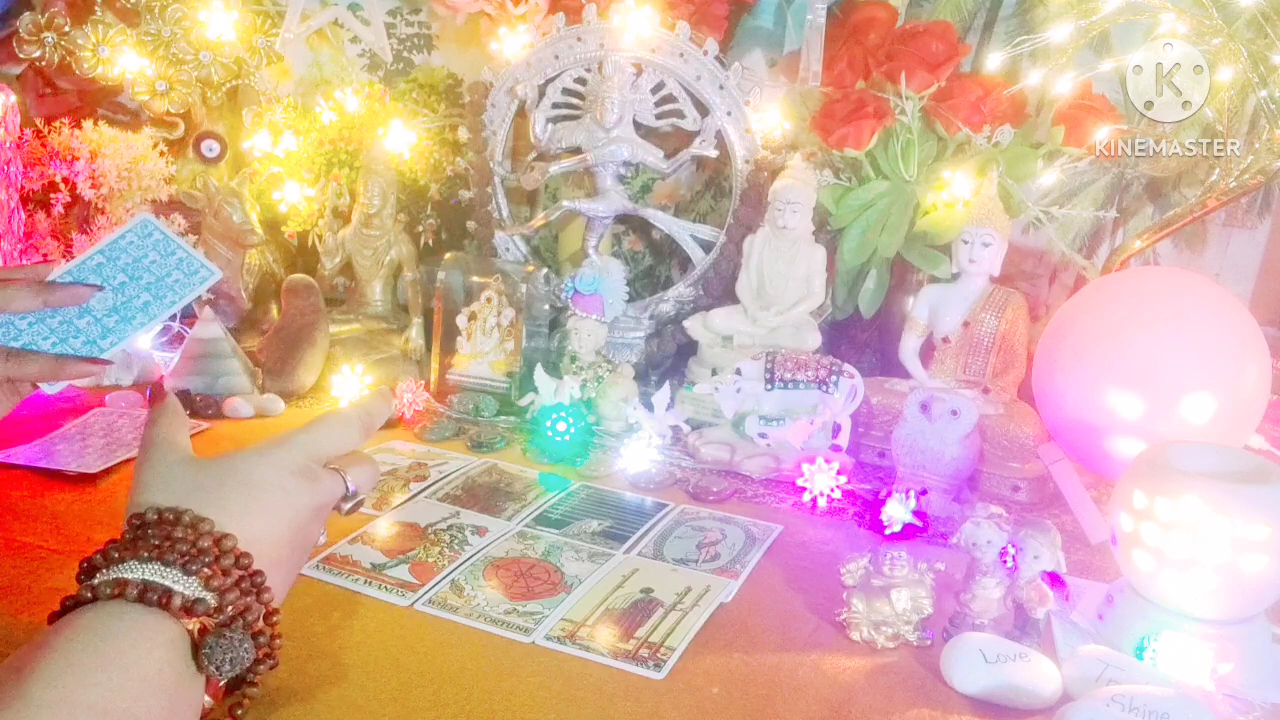 K
KINEMASTER
KNIGHT of WANDS.
WHEEL of FORTUNE.
Love
Shine